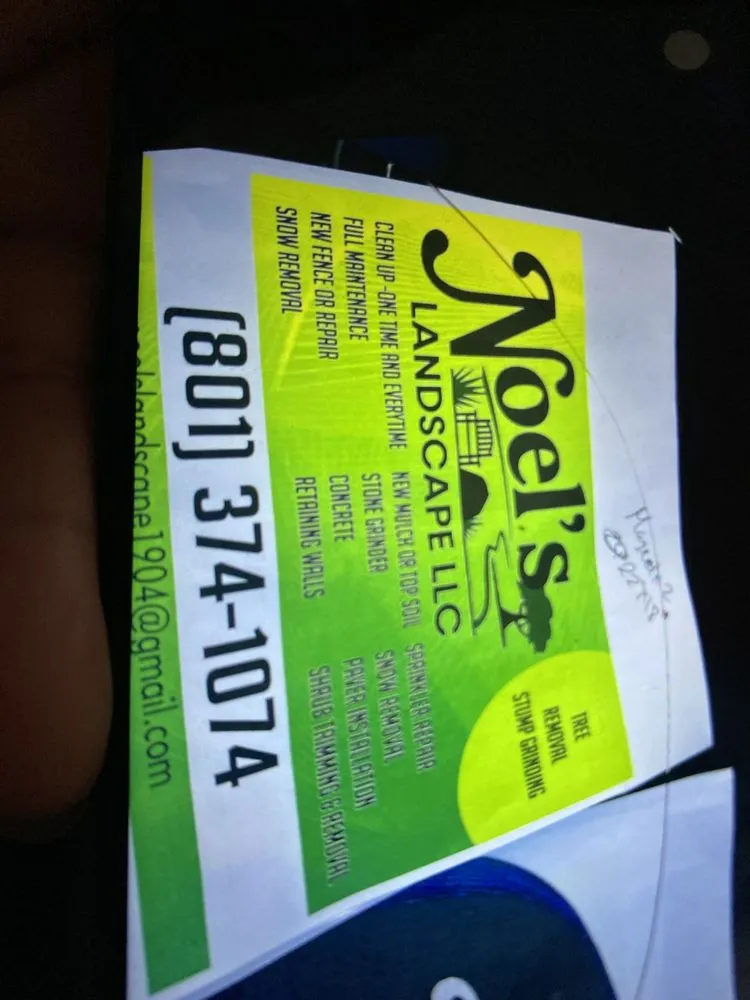 Noel's
LANDSCAPE LLC
TREE
REMOVAL
STUMP GRINDING
CLEAN UP -ONE TIME AND EVERYTIME
FULL MAINTENANCE
NEW FENCE OR REPAIR
SNOW REMOVAL
NEW MULCH OR TOP SOIL
STONE GRINDER
CONCRETE
RETAINING WALLS
SPRINKLER REPAIR
SNOW REMOVAL
PAVER INSTALLATION
SHRUB TRIMMING & REMOVAL
(801) 374-1074
landscape1904@gmail.com